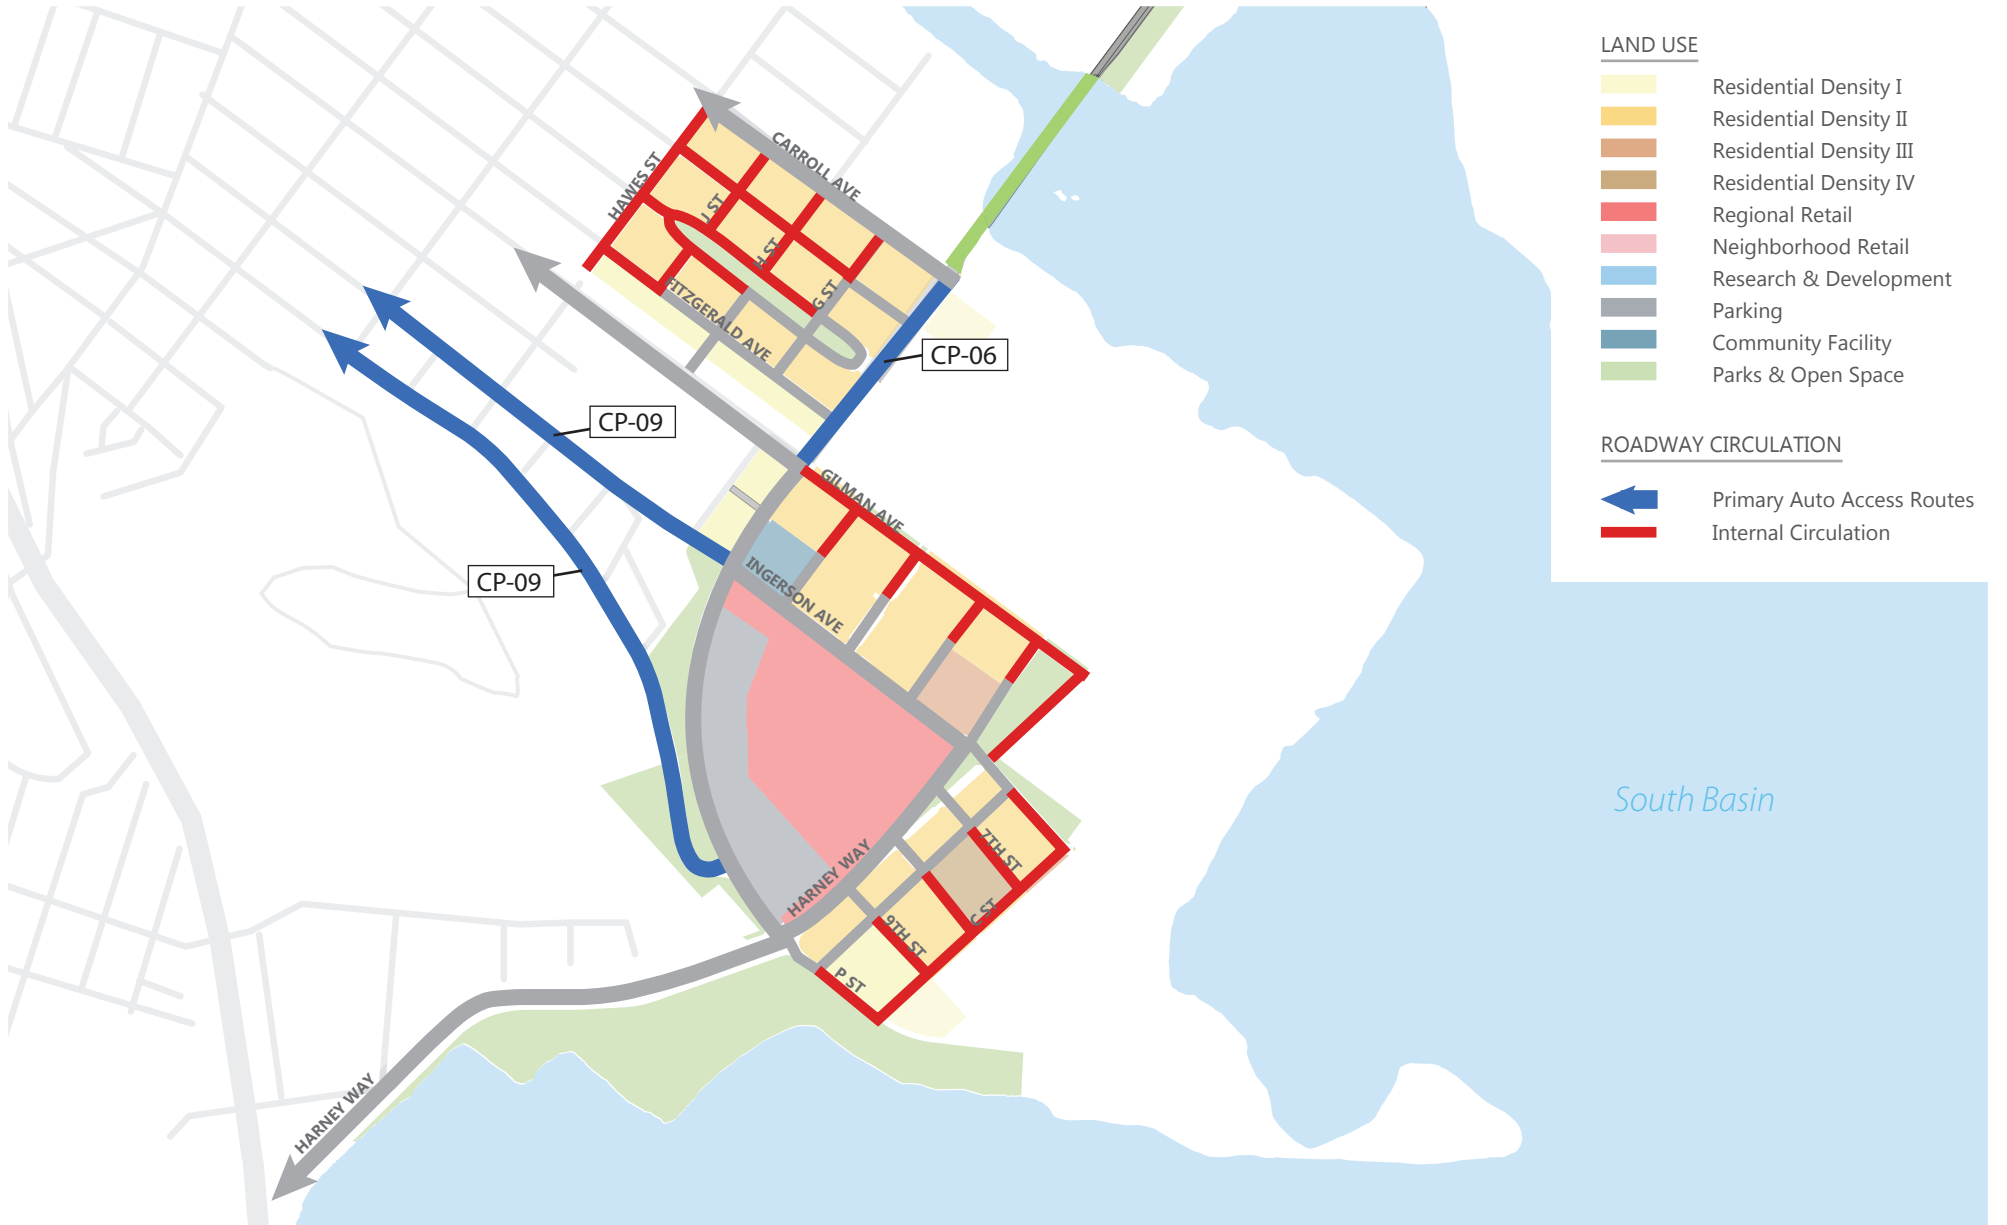 LAND USE
Residential Density I
Residential Density II
Residential Density III
Residential Density IV
Regional Retail
Neighborhood Retail
Research & Development
Parking
Community Facility
Parks & Open Space
ROADWAY CIRCULATION
Primary Auto Access Routes
Internal Circulation
CARROLL AVE
HAWES ST
J ST
H ST
G ST
FITZGERALD AVE
CP-06
CP-09
GILMAN AVE
CP-09
INGERSON AVE
South Basin
HARNEY WAY
7TH ST
C ST
9TH ST
P ST
HARNEY WAY